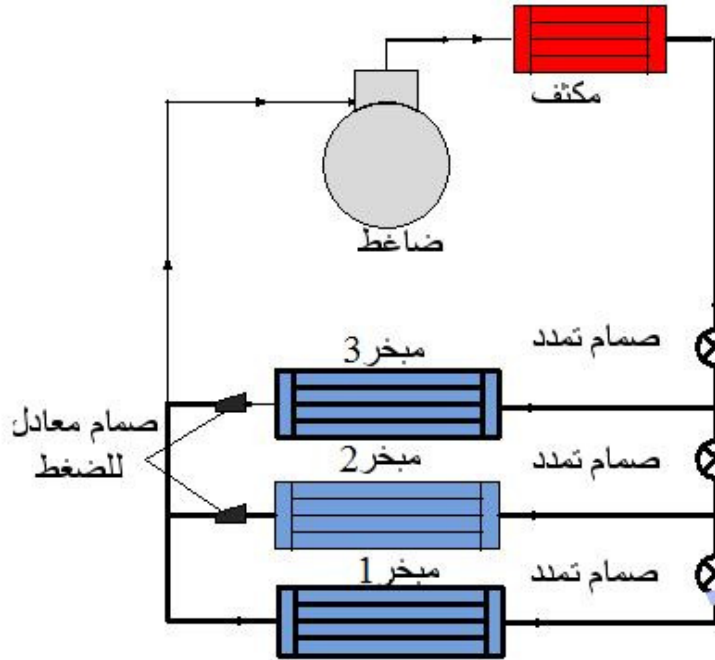 مكثف
ضاغط
صمام تمدد
مبخر3
صمام معادل
للضغط
صمام تمدد
مبخر2
صمام تمدد
مبخر1